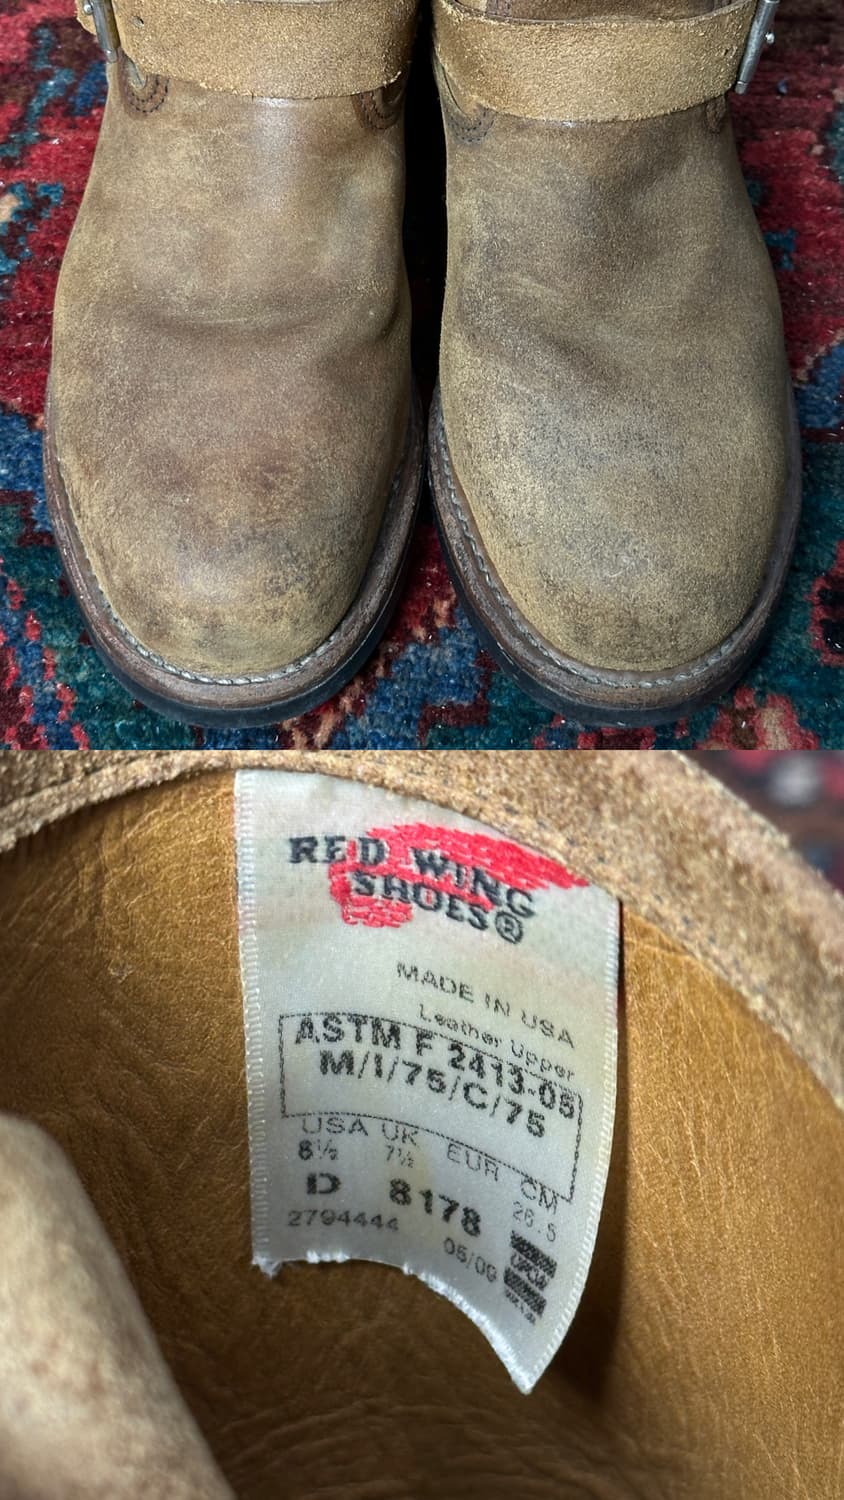 RED WING
SHOES®
MADE IN USA
Leather Upper
ASTM F 2413-05
M/I/75/C/75
USA UK EUR CM
8½ 7½ 26.5
D 8178
2794444 05/09